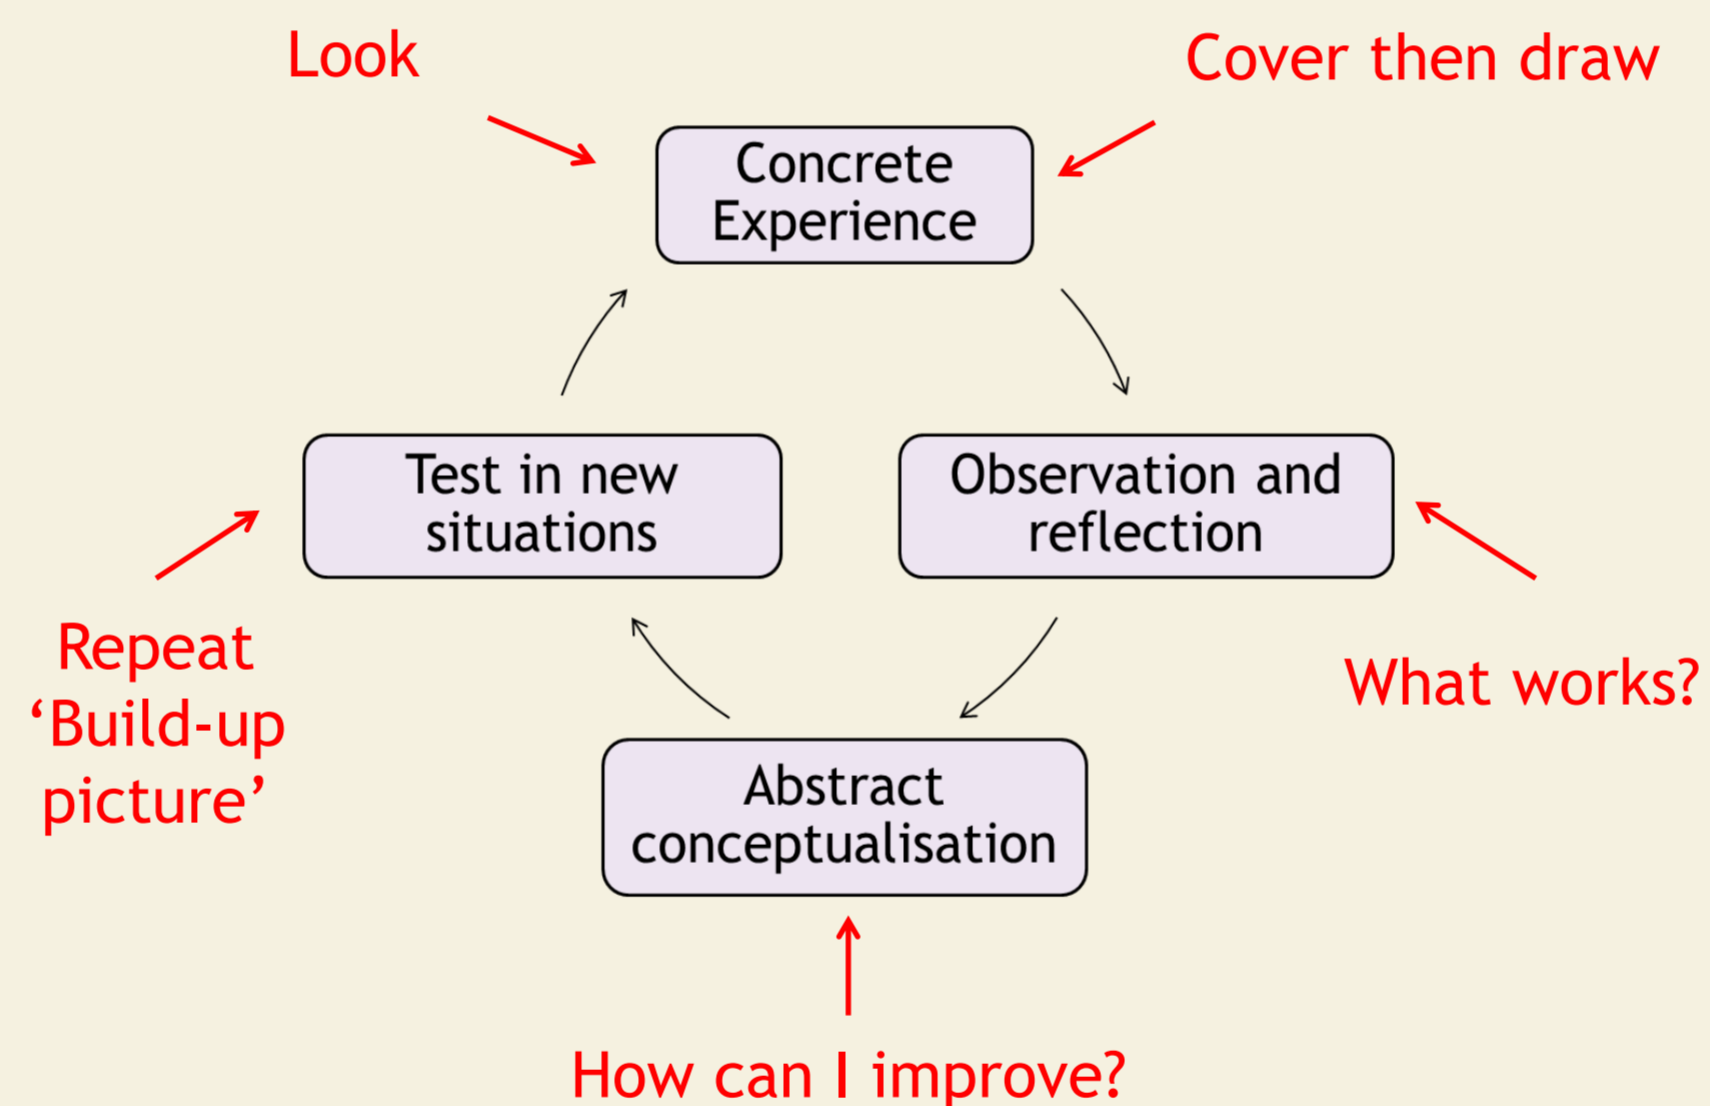 Look
Cover then draw
Concrete
Experience
Test in new
situations
Observation and
reflection
Repeat
‘Build-up
picture’
What works?
Abstract
conceptualisation
How can I improve?